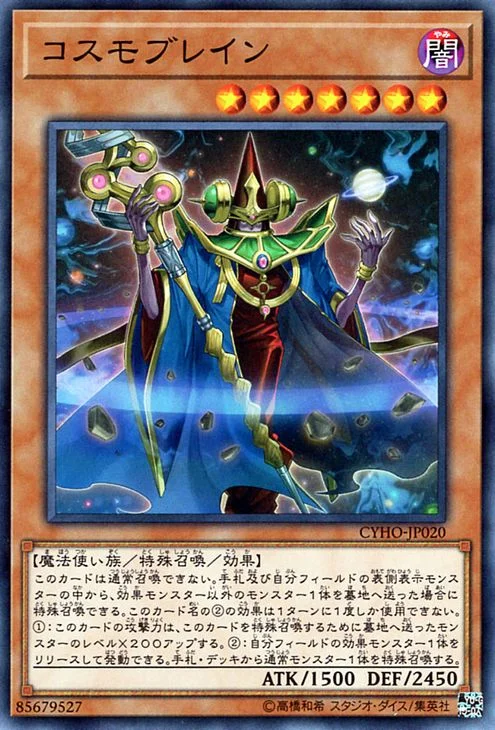 コスモブレイン
闇
CYHO-JP020
【魔法使い族／特殊召喚／効果】
このカードは通常召喚できない。手札及び自分フィールドの表側表示モンス
ターの中から、効果モンスター以外のモンスター1体を墓地へ送った場合に
特殊召喚できる。このカード名の②の効果は1ターンに1度しか使用できない。
①：このカードの攻撃力は、このカードを特殊召喚するために墓地へ送ったモン
スターのレベル×200アップする。②：自分フィールドの効果モンスター1体を
リリースして発動できる。手札・デッキから通常モンスター1体を特殊召喚する。
ATK/1500 DEF/2450
85679527
©高橋和希 スタジオ・ダイス/集英社